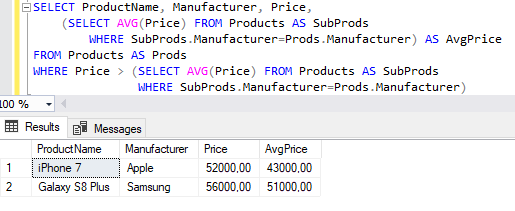 SELECT ProductName, Manufacturer, Price,
(SELECT AVG(Price) FROM Products AS SubProds
WHERE SubProds.Manufacturer=Prods.Manufacturer) AS AvgPrice
FROM Products AS Prods
WHERE Price > (SELECT AVG(Price) FROM Products AS SubProds
WHERE SubProds.Manufacturer=Prods.Manufacturer)
00 %
Results Messages
ProductName Manufacturer Price AvgPrice
1 iPhone 7 Apple 52000,00 43000,00
2 Galaxy S8 Plus Samsung 56000,00 51000,00